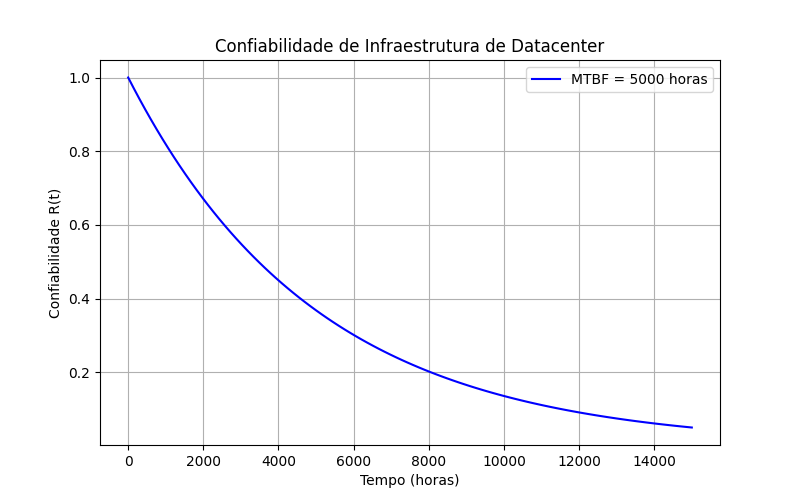 Confiabilidade de Infraestrutura de Datacenter
MTBF = 5000 horas
Confiabilidade R(t)
1.0
0.8
0.6
0.4
0.2
0 2000 4000 6000 8000 10000 12000 14000
Tempo (horas)